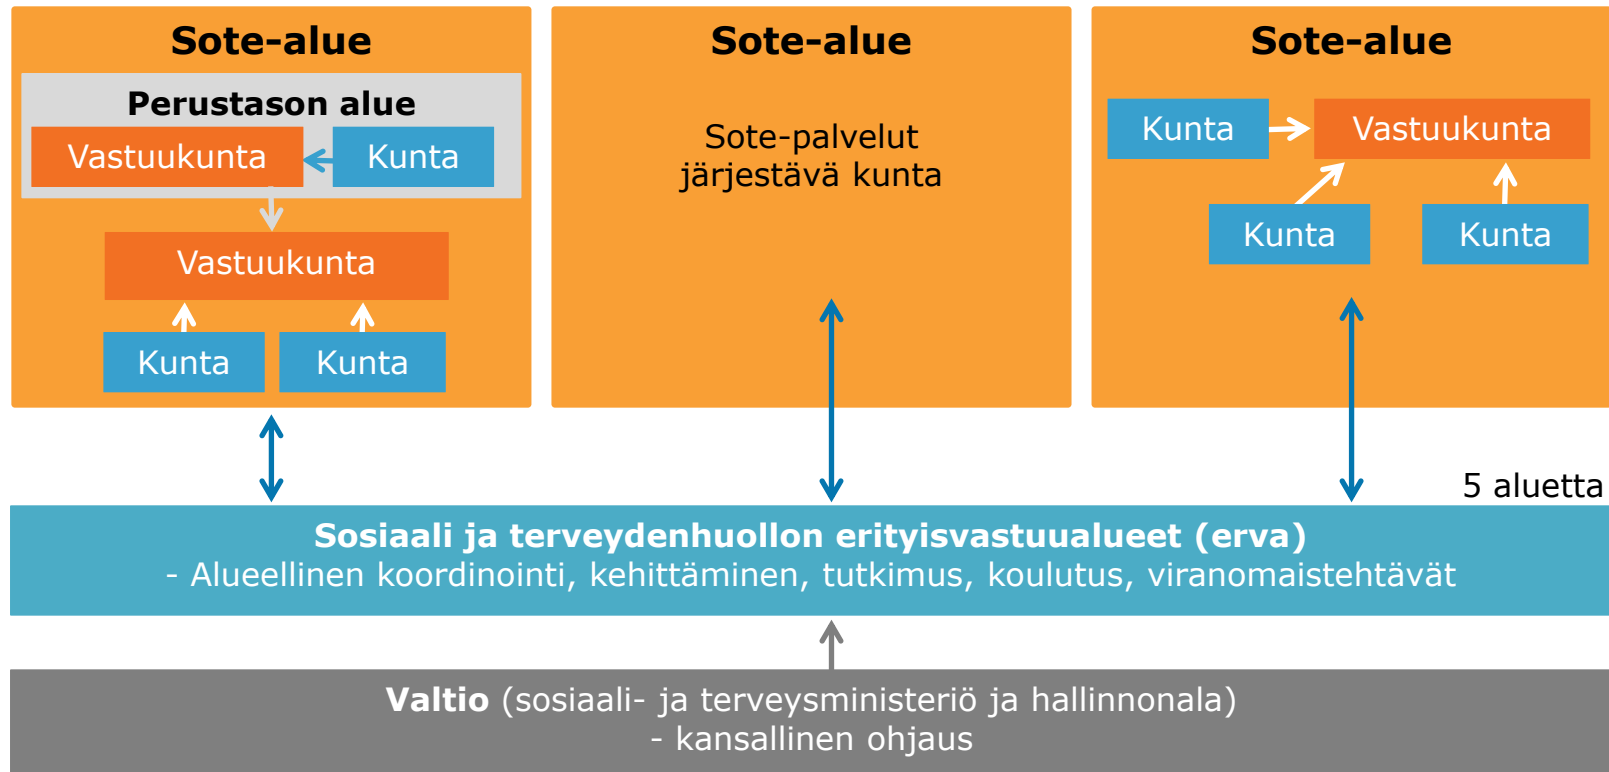 Sote-alue
Perustason alue
Vastuukunta
Kunta
Vastuukunta
Kunta
Kunta
Sote-alue
Sote-palvelut
järjestävä kunta
Sote-alue
Kunta
Vastuukunta
Kunta
Kunta
5 aluetta
Sosiaali ja terveydenhuollon erityisvastuualueet (erva)
- Alueellinen koordinointi, kehittäminen, tutkimus, koulutus, viranomaistehtävät
Valtio (sosiaali- ja terveysministeriö ja hallinnonala)
- kansallinen ohjaus